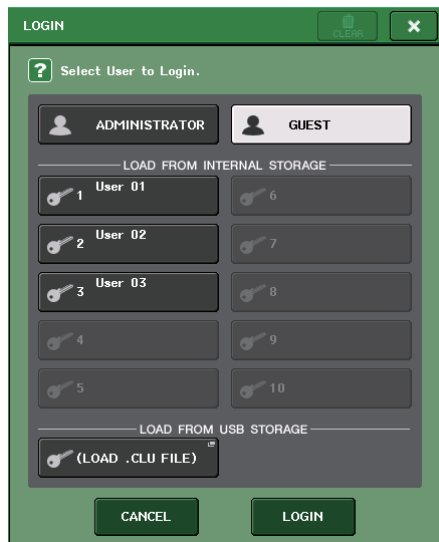 LOGIN
CLEAR
? Select User to Login.
ADMINISTRATOR GUEST
LOAD FROM INTERNAL STORAGE
1 User 01 6
2 User 02 7
3 User 03 8
4 9
5 10
LOAD FROM USB STORAGE
(LOAD .CLU FILE)
CANCEL LOGIN